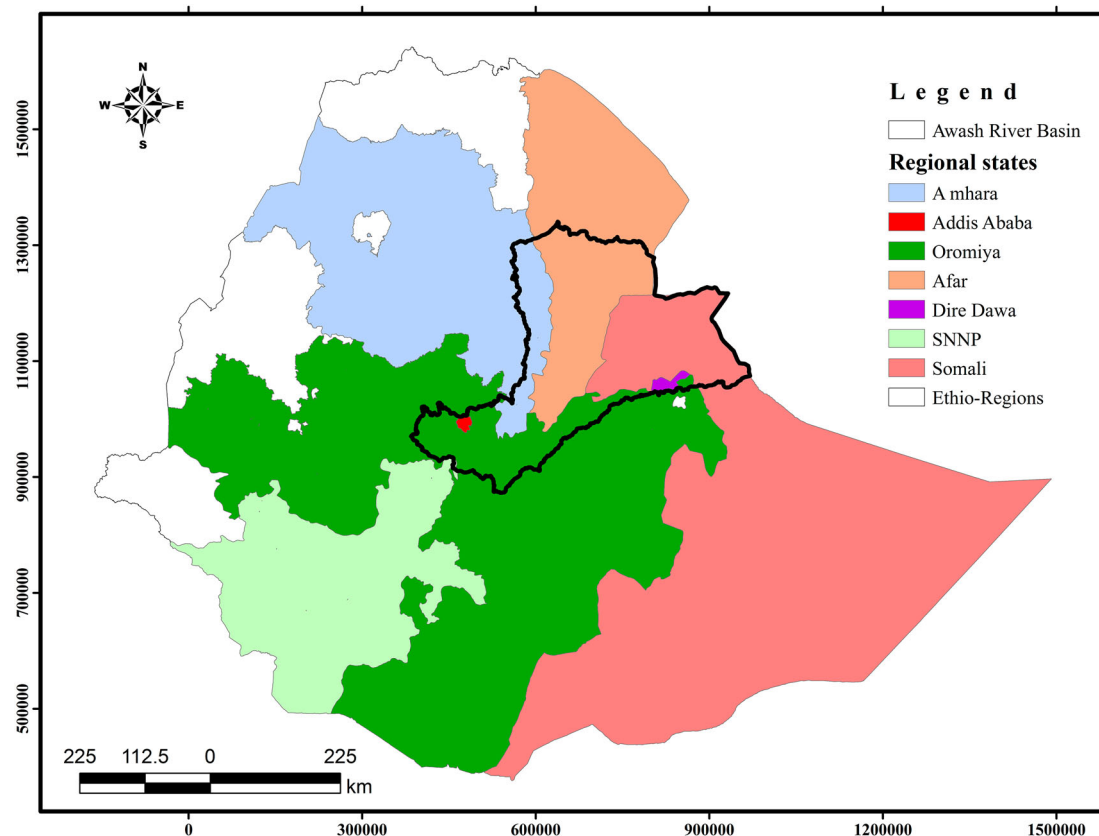 N
W E
S
L e g e n d
Awash River Basin
Regional states
A mhara
Addis Ababa
Oromiya
Afar
Dire Dawa
SNNP
Somali
Ethio-Regions
1500000
1300000
1100000
900000
700000
500000
225 112.5 0 225
km
0 300000 600000 900000 1200000 1500000